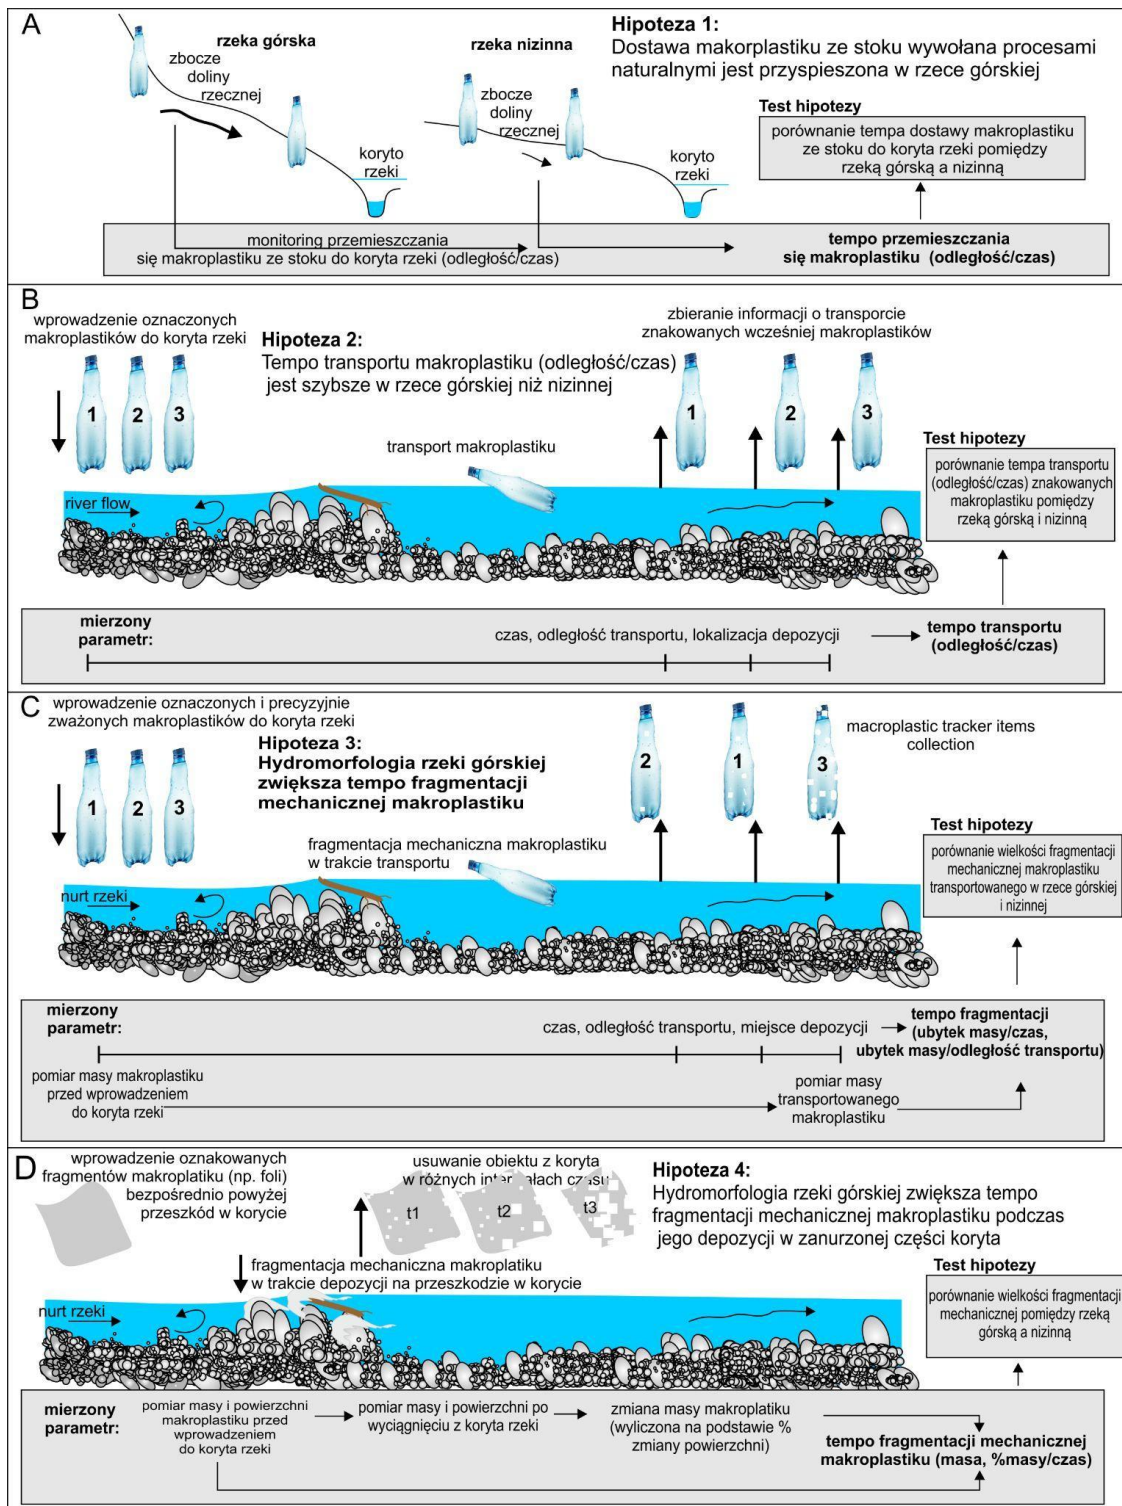 A
rzeka górska
zbocze
doliny
rzecznej
koryto
rzeki
rzeka nizinna
zbocze
doliny
rzecznej
koryto
rzeki
Hipoteza 1:
Dostawa makorplastiku ze stoku wywołana procesami
naturalnymi jest przyspieszona w rzece górskiej
Test hipotezy
porównanie tempa dostawy makroplastiku
ze stoku do koryta rzeki pomiędzy
rzeką górską a nizinną
monitoring przemieszczania
się makroplastiku ze stoku do koryta rzeki (odległość/czas)
tempo przemieszczania
się makroplastiku (odległość/czas)
B
wprowadzenie oznaczonych
makroplastików do koryta rzeki
1 2 3
Hipoteza 2:
Tempo transportu makroplastiku (odległość/czas)
jest szybsze w rzece górskiej niż nizinnej
zbieranie informacji o transporcie
znakowanych wcześniej makroplastików
1 2 3
transport makroplastiku
river flow
Test hipotezy
porównanie tempa transportu
(odległość/czas) znakowanych
makroplastiku pomiędzy
rzeką górską i nizinną
mierzony
parametr:
czas, odległość transportu, lokalizacja depozycji
tempo transportu
(odległość/czas)
C
wprowadzenie oznaczonych i precyzyjnie
zważonych makroplastików do koryta rzeki
1 2 3
Hipoteza 3:
Hydromorfologia rzeki górskiej
zwiększa tempo fragmentacji
mechanicznej makroplastiku
2 1 3
macroplastic tracker items
collection
fragmentacja mechaniczna makroplastiku
w trakcie transportu
nurt rzeki
Test hipotezy
porównanie wielkości fragmentacji
mechanicznej makroplastiku
transportowanego w rzece górskiej
i nizinnej
mierzony
parametr:
czas, odległość transportu, miejsce depozycji
tempo fragmentacji
(ubytek masy/czas,
ubytek masy/odległość transportu)
pomiar masy makroplastiku
przed wprowadzeniem
do koryta rzeki
pomiar masy
transportowanego
makroplastiku
D
wprowadzenie oznakowanych
fragmentów makroplatiku (np. foli)
bezpośrednio powyżej
przeszkód w korycie
usuwanie obiektu z koryta
w różnych interwałach czasu
t1 t2 t3
Hipoteza 4:
Hydromorfologia rzeki górskiej zwiększa tempo
fragmentacji mechanicznej makroplastiku podczas
jego depozycji w zanurzonej części koryta
fragmentacja mechaniczna makroplatiku
w trakcie depozycji na przeszkodzie w korycie
nurt rzeki
Test hipotezy
porównanie wielkości fragmentacji
mechanicznej pomiędzy rzeką
górską a nizinną
mierzony
parametr:
pomiar masy i powierzchni
makroplastiku przed
wprowadzeniem
do koryta rzeki
pomiar masy i powierzchni po
wyciągnięciu z koryta rzeki
zmiana masy makroplatiku
(wyliczona na podstawie %
zmiany powierzchni)
tempo fragmentacji mechanicznej
makroplastiku (masa, %masy/czas)